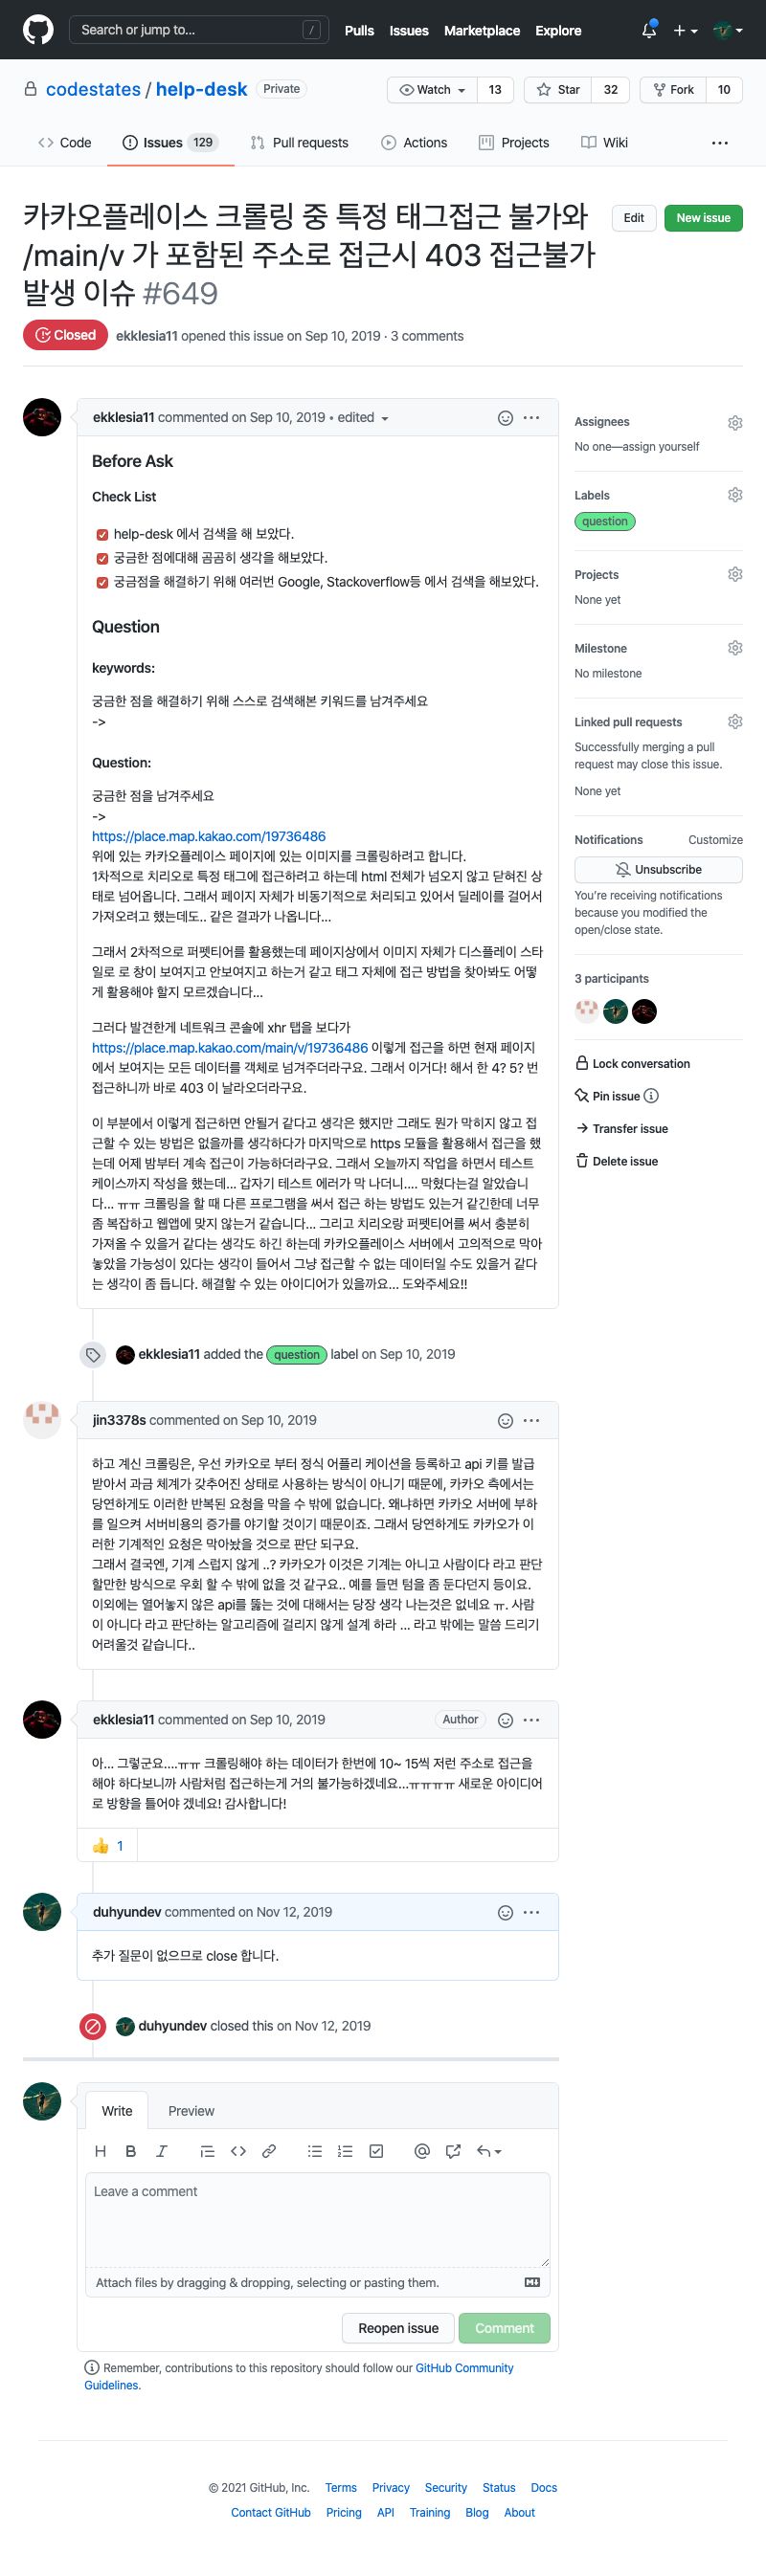 Search or jump to... /
Pulls Issues Marketplace Explore
codestates / help-desk Private
Watch 13 Star 32 Fork 10
Code Issues 129 Pull requests Actions Projects Wiki
카카오플레이스 크롤링 중 특정 태그접근 불가와
/main/v 가 포함된 주소로 접근시 403 접근불가
발생 이슈 #649
Edit New issue
Closed ekklesia11 opened this issue on Sep 10, 2019 · 3 comments
ekklesia11 commented on Sep 10, 2019 • edited
Before Ask
Check List
help-desk 에서 검색을 해 보았다.
궁금한 점에대해 곰곰히 생각을 해보았다.
궁금점을 해결하기 위해 여러번 Google, Stackoverflow등 에서 검색을 해보았다.
Question
keywords:
궁금한 점을 해결하기 위해 스스로 검색해본 키워드를 남겨주세요
->
Question:
궁금한 점을 남겨주세요
->
https://place.map.kakao.com/19736486
위에 있는 카카오플레이스 페이지에 있는 이미지를 크롤링하려고 합니다.
1차적으로 치리오로 특정 태그에 접근하려고 하는데 html 전체가 넘오지 않고 닫혀진 상
태로 넘어옵니다. 그래서 페이지 자체가 비동기적으로 처리되고 있어서 딜레이를 걸어서
가져오려고 했는데도.. 같은 결과가 나옵니다...
그래서 2차적으로 퍼펫티어를 활용했는데 페이지상에서 이미지 자체가 디스플레이 스타
일로 로 창이 보여지고 안보여지고 하는거 같고 태그 자체에 접근 방법을 찾아봐도 어떻
게 활용해야 할지 모르겠습니다...
그러다 발견한게 네트워크 콘솔에 xhr 탭을 보다가
https://place.map.kakao.com/main/v/19736486 이렇게 접근을 하면 현재 페이지
에서 보여지는 모든 데이터를 객체로 넘겨주더라구요. 그래서 이거다! 해서 한 4? 5? 번
접근하니까 바로 403 이 날라오더라구요.
이 부분에서 이렇게 접근하면 안될거 같다고 생각은 했지만 그래도 뭔가 막히지 않고 접
근할 수 있는 방법은 없을까를 생각하다가 마지막으로 https 모듈을 활용해서 접근을 했
는데 어제 밤부터 계속 접근이 가능하더라구요. 그래서 오늘까지 작업을 하면서 테스트
케이스까지 작성을 했는데... 갑자기 테스트 에러가 막 나더니.... 막혔다는걸 알았습니
다... ㅠㅠ 크롤링을 할 때 다른 프로그램을 써서 접근 하는 방법도 있는거 같긴한데 너무
좀 복잡하고 웹앱에 맞지 않는거 같습니다... 그리고 치리오랑 퍼펫티어를 써서 충분히
가져올 수 있을거 같다는 생각도 하긴 하는데 카카오플레이스 서버에서 고의적으로 막아
놓았을 가능성이 있다는 생각이 들어서 그냥 접근할 수 없는 데이터일 수도 있을거 같다
는 생각이 좀 듭니다. 해결할 수 있는 아이디어가 있을까요... 도와주세요!!
Assignees
No one—assign yourself
Labels
question
Projects
None yet
Milestone
No milestone
Linked pull requests
Successfully merging a pull
request may close this issue.
None yet
Notifications Customize
Unsubscribe
You're receiving notifications
because you modified the
open/close state.
3 participants
Lock conversation
Pin issue
Transfer issue
Delete issue
ekklesia11 added the question label on Sep 10, 2019
jin3378s commented on Sep 10, 2019
하고 계신 크롤링은, 우선 카카오로 부터 정식 어플리 케이션을 등록하고 api 키를 발급
받아서 과금 체계가 갖추어진 상태로 사용하는 방식이 아니기 때문에, 카카오 측에서는
당연하게도 이러한 반복된 요청을 막을 수 밖에 없습니다. 왜냐하면 카카오 서버에 부하
를 일으켜 서버비용의 증가를 야기할 것이기 때문이죠. 그래서 당연하게도 카카오가 이
러한 기계적인 요청은 막아놨을 것으로 판단 되구요.
그래서 결국엔, 기계 스럽지 않게 ..? 카카오가 이것은 기계는 아니고 사람이다 라고 판단
할만한 방식으로 우회 할 수 밖에 없을 것 같구요.. 예를 들면 텀을 좀 둔다던지 등이요.
이외에는 열어놓지 않은 api를 뚫는 것에 대해서는 당장 생각 나는것은 없네요 ㅠ. 사람
이 아니다 라고 판단하는 알고리즘에 걸리지 않게 설계 하라 ... 라고 밖에는 말씀 드리기
어려울것 같습니다..
ekklesia11 commented on Sep 10, 2019 Author
아... 그렇군요....ㅠㅠ 크롤링해야 하는 데이터가 한번에 10~ 15씩 저런 주소로 접근을
해야 하다보니까 사람처럼 접근하는게 거의 불가능하겠네요...ㅠㅠㅠㅠ 새로운 아이디어
로 방향을 틀어야 겠네요! 감사합니다!
👍 1
duhyundev commented on Nov 12, 2019
추가 질문이 없으므로 close 합니다.
duhyundev closed this on Nov 12, 2019
Write Preview
Leave a comment
Attach files by dragging & dropping, selecting or pasting them.
Reopen issue Comment
Remember, contributions to this repository should follow our GitHub Community
Guidelines.
© 2021 GitHub, Inc. Terms Privacy Security Status Docs
Contact GitHub Pricing API Training Blog About